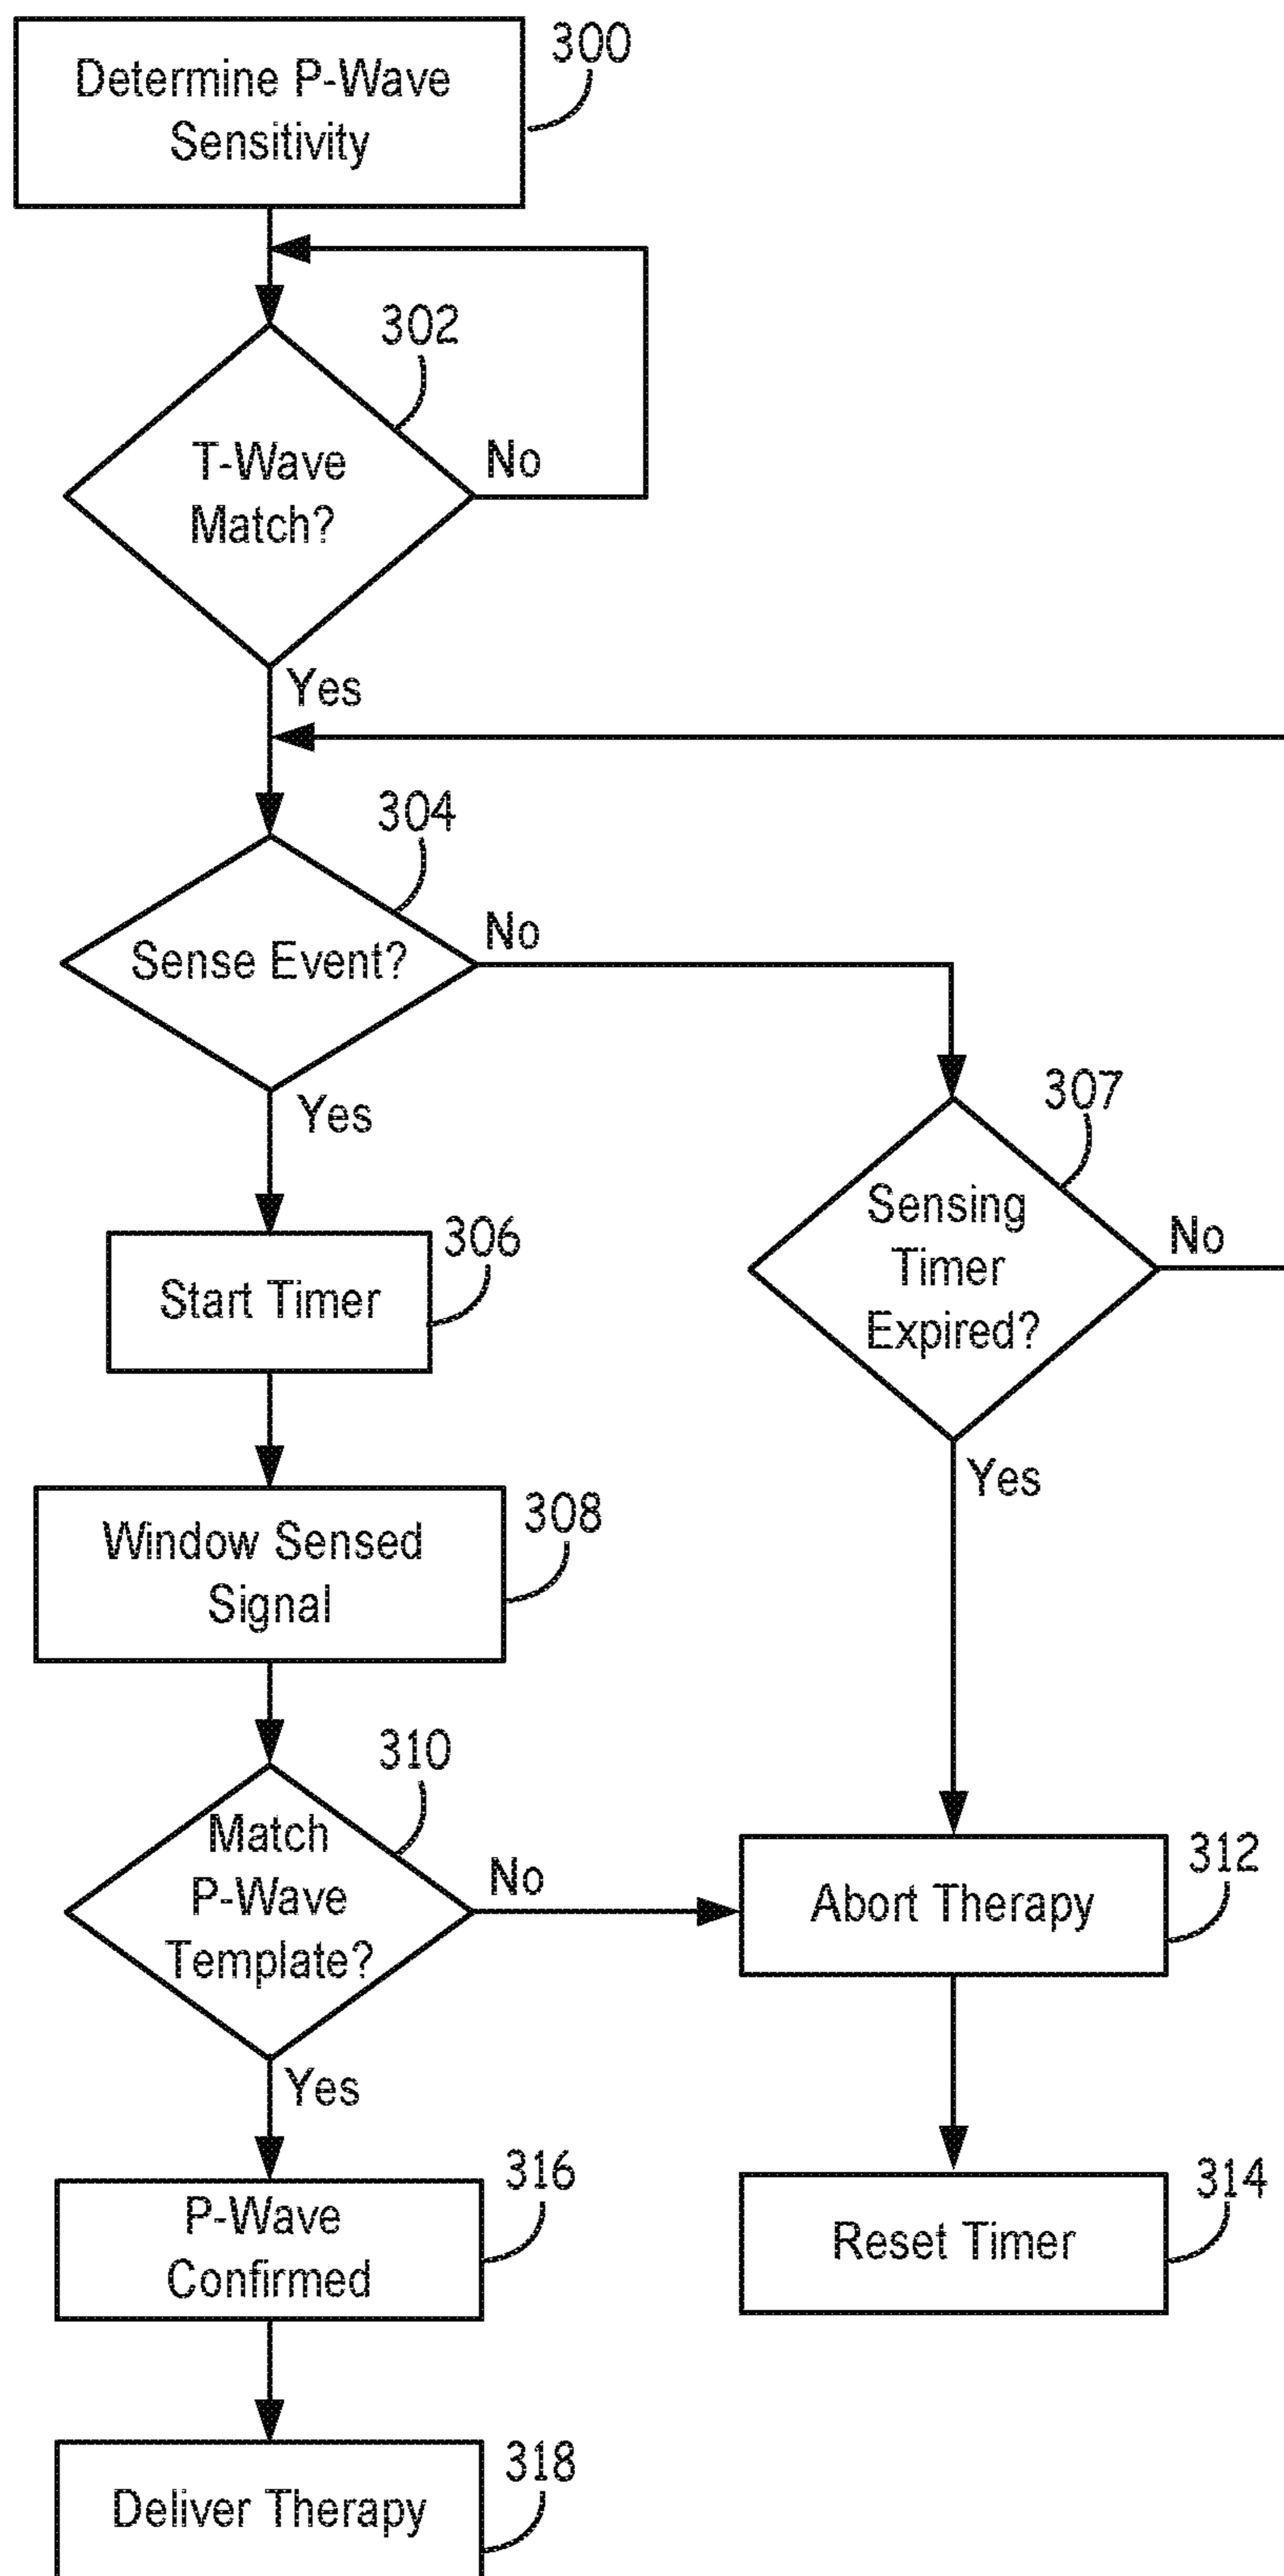 Determine P-Wave
Sensitivity
300
302
T-Wave
Match?
No
Yes
304
Sense Event?
No
Yes
307
Sensing
Timer
Expired?
No
Yes
306
Start Timer
308
Window Sensed
Signal
310
Match
P-Wave
Template?
No
Yes
312
Abort Therapy
314
Reset Timer
316
P-Wave
Confirmed
318
Deliver Therapy